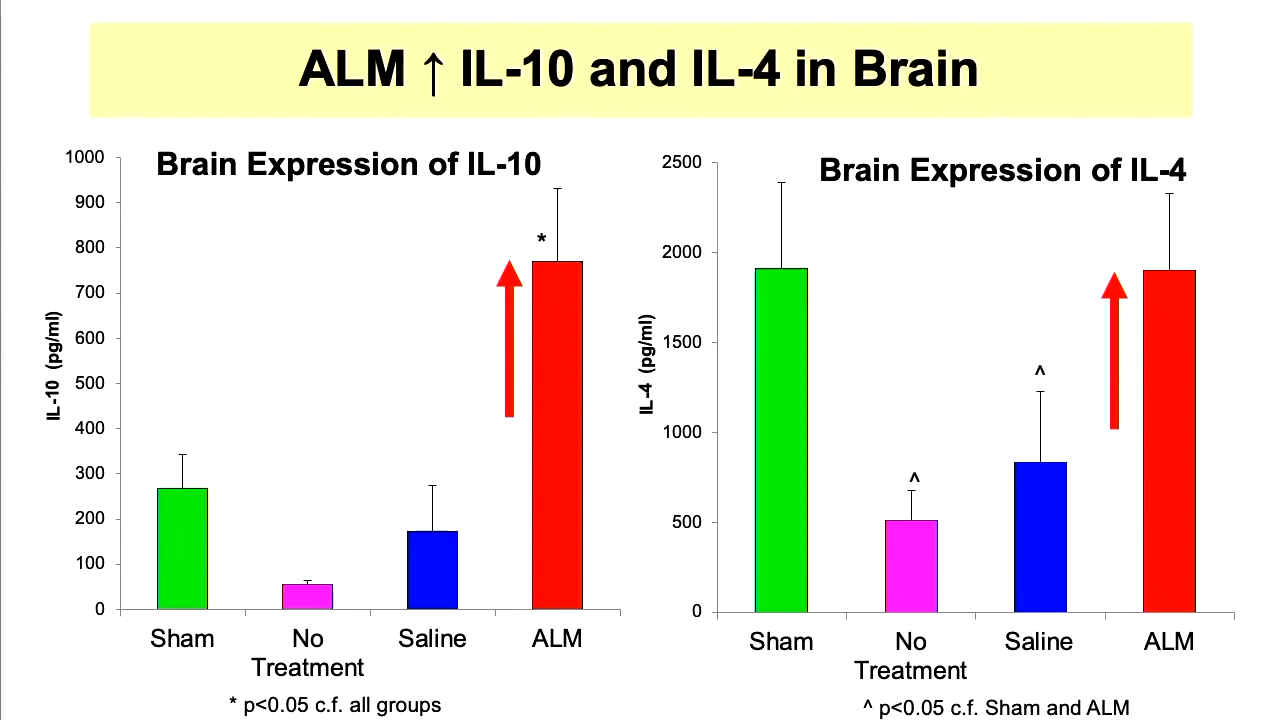 ALM ↑ IL-10 and IL-4 in Brain
Brain Expression of IL-10
1000
900
800
700
600
500
400
300
200
100
0
IL-10 (pg/ml)
*
Sham
No Treatment
Saline
ALM
* p<0.05 c.f. all groups
Brain Expression of IL-4
2500
2000
1500
1000
500
0
IL-4 (pg/ml)
^
^
Sham
No Treatment
Saline
ALM
^ p<0.05 c.f. Sham and ALM